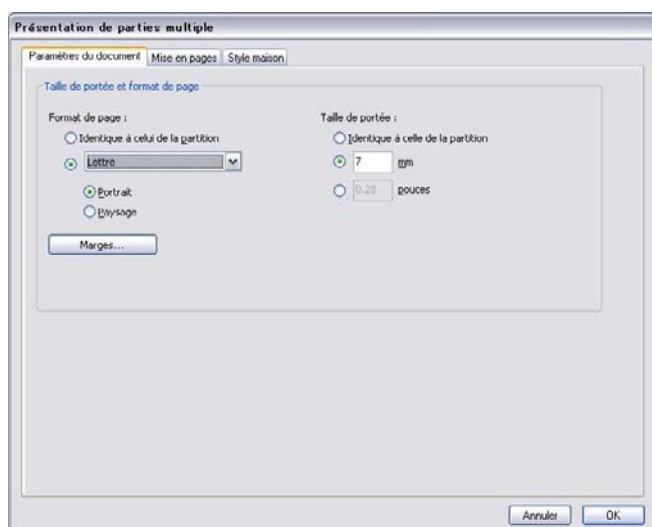 Présentation de parties multiple
Paramètres du document Mise en pages Style maison
Taille de portée et format de page
Format de page : Taille de portée :
Identique à celui de la partition Identique à celle de la partition
Lettre 7 mm
Portrait 0.28 pouces
Paysage
Marges...
Annuler OK